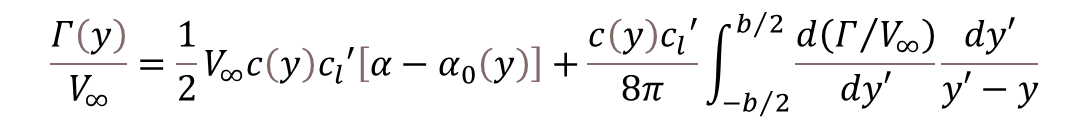 Γ(y)/V∞ = 1/2 V∞c(y)cₗ′[α − α₀(y)] + c(y)cₗ′/8π ∫_{−b/2}^{b/2} d(Γ/V∞)/dy′ dy′/y′ − y